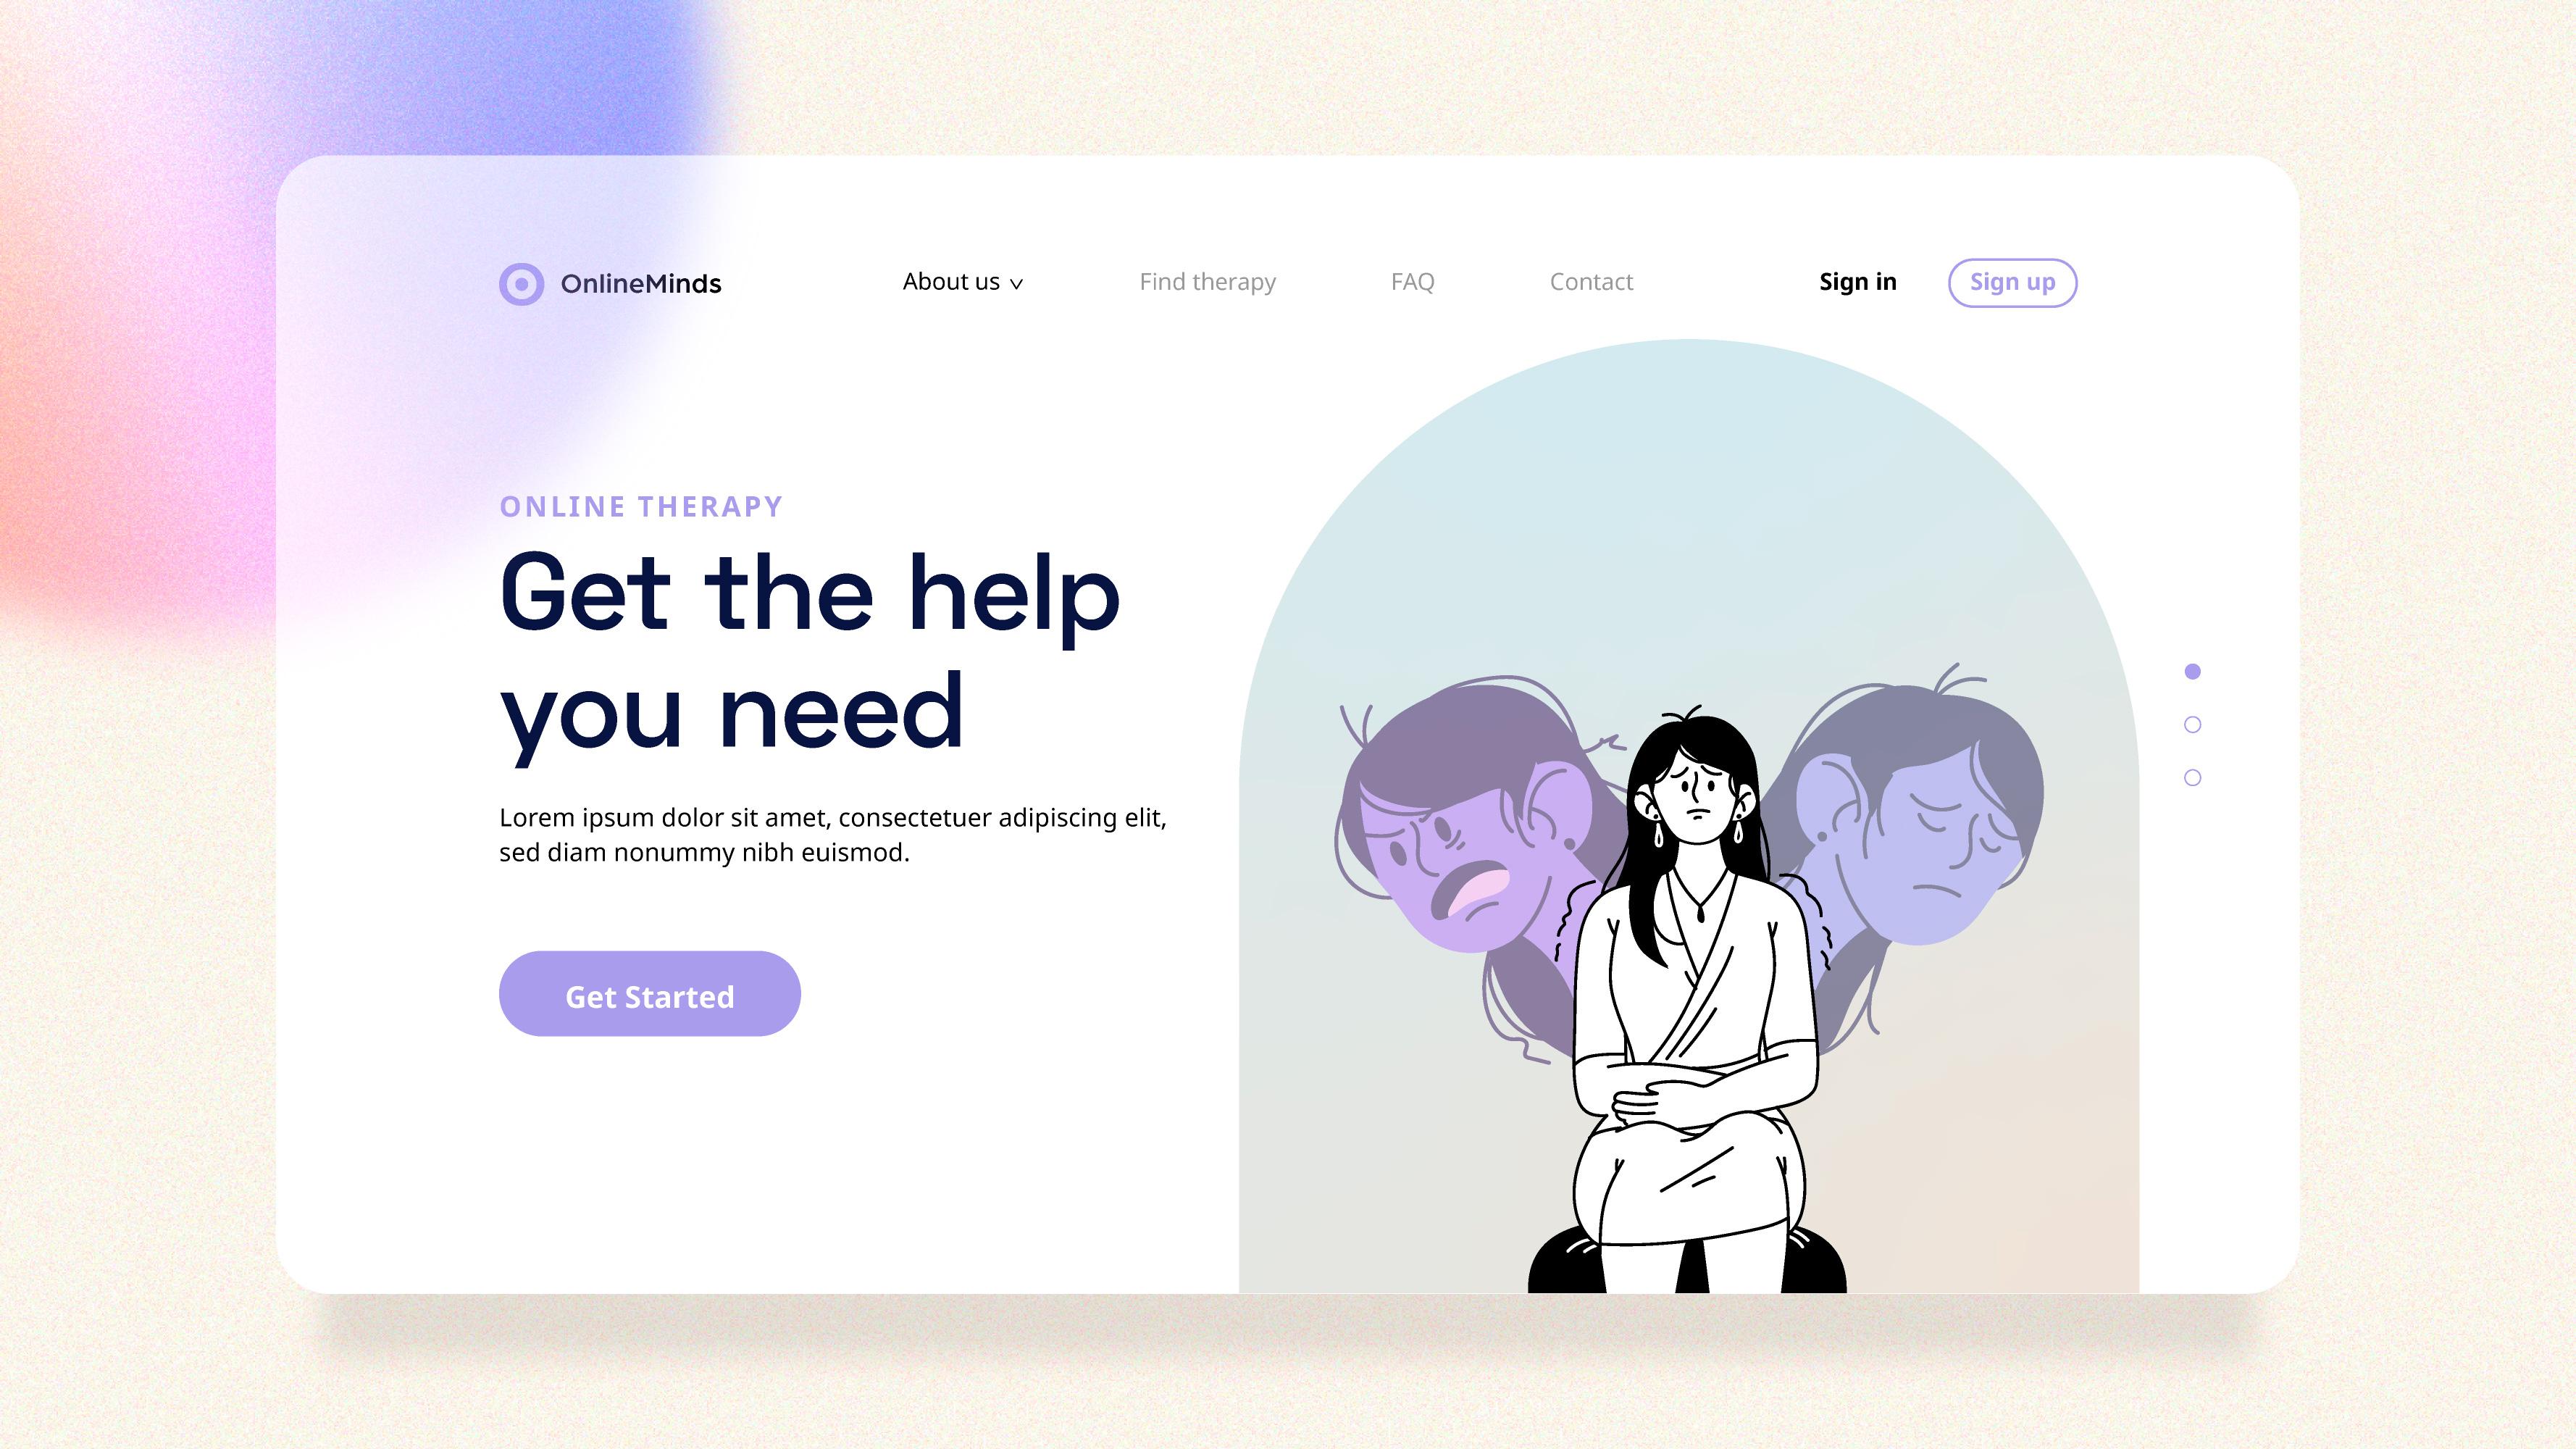 OnlineMinds
About us
Find therapy
FAQ
Contact
Sign in
Sign up
ONLINE THERAPY
Get the help
you need
Lorem ipsum dolor sit amet, consectetuer adipiscing elit,
sed diam nonummy nibh euismod.
Get Started